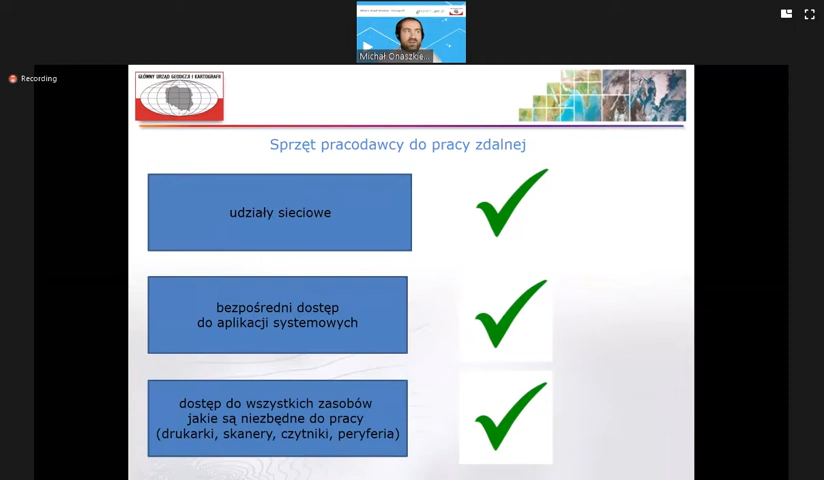 Michał Onaszkie...
Recording
GŁÓWNY URZĄD GEODEZJI I KARTOGRAFII
Sprzęt pracodawcy do pracy zdalnej
udziały sieciowe
bezpośredni dostęp
do aplikacji systemowych
dostęp do wszystkich zasobów
jakie są niezbędne do pracy
(drukarki, skanery, czytniki, peryferia)